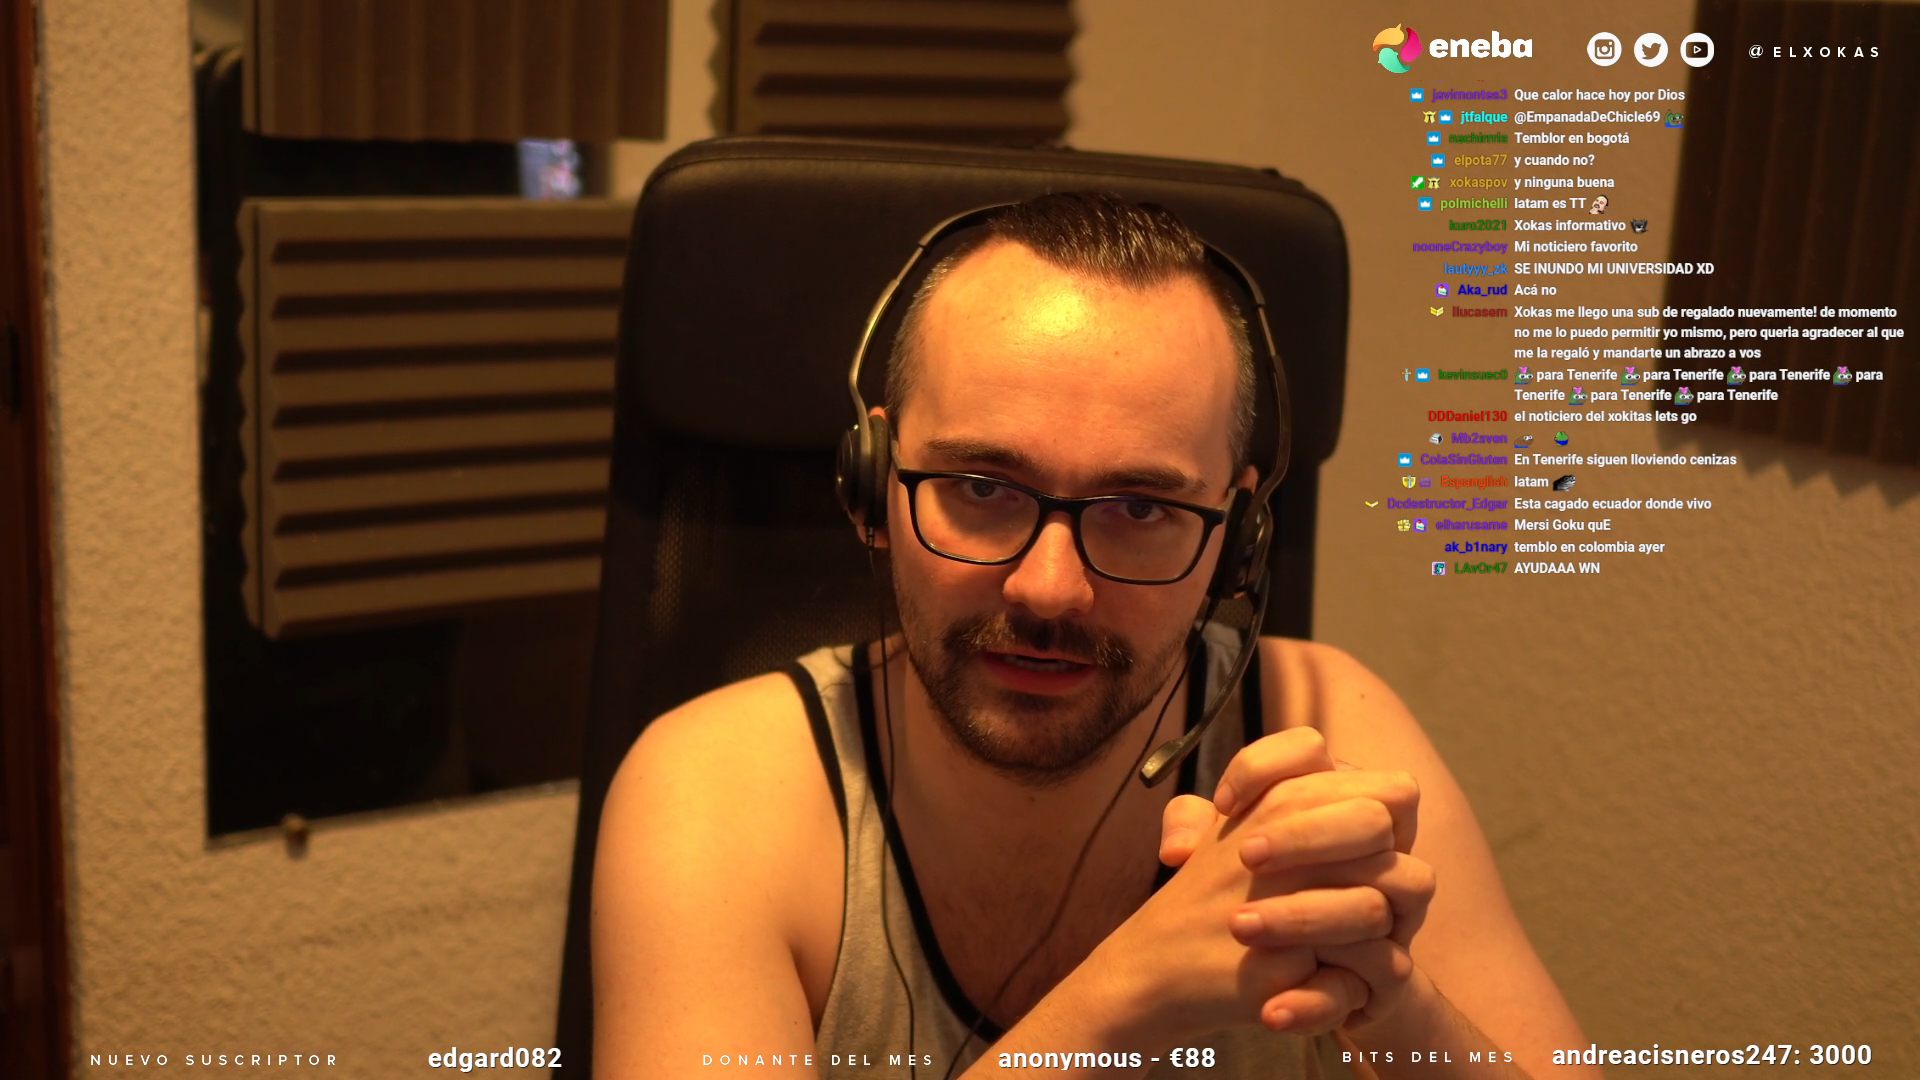 eneba
@ELXOKAS
javimontes3 Que calor hace hoy por Dios
jtfalque @EmpanadaDeChicle69
nachirris Temblor en bogotá
elpota77 y cuando no?
xokaspov y ninguna buena
polmichelli latam es TT
kuro2021 Xokas informativo
nooneCrazyboy Mi noticiero favorito
lautyyy_zk SE INUNDO MI UNIVERSIDAD XD
Aka_rud Acá no
llucasem Xokas me llego una sub de regalado nuevamente! de momento
no me lo puedo permitir yo mismo, pero queria agradecer al que
me la regaló y mandarte un abrazo a vos
kevinsuec0 para Tenerife para Tenerife para Tenerife para
Tenerife para Tenerife para Tenerife
DDDaniel130 el noticiero del xokitas lets go
Mb2sven
ColaSinGluten En Tenerife siguen lloviendo cenizas
Espanglish latam
Dcdestructor_Edgar Esta cagado ecuador donde vivo
elharusame Mersi Goku quE
ak_b1nary temblo en colombia ayer
LAvOr47 AYUDAAA WN
NUEVO SUSCRIPTOR edgard082 DONANTE DEL MES anonymous - €88 BITS DEL MES andreacisneros247: 3000